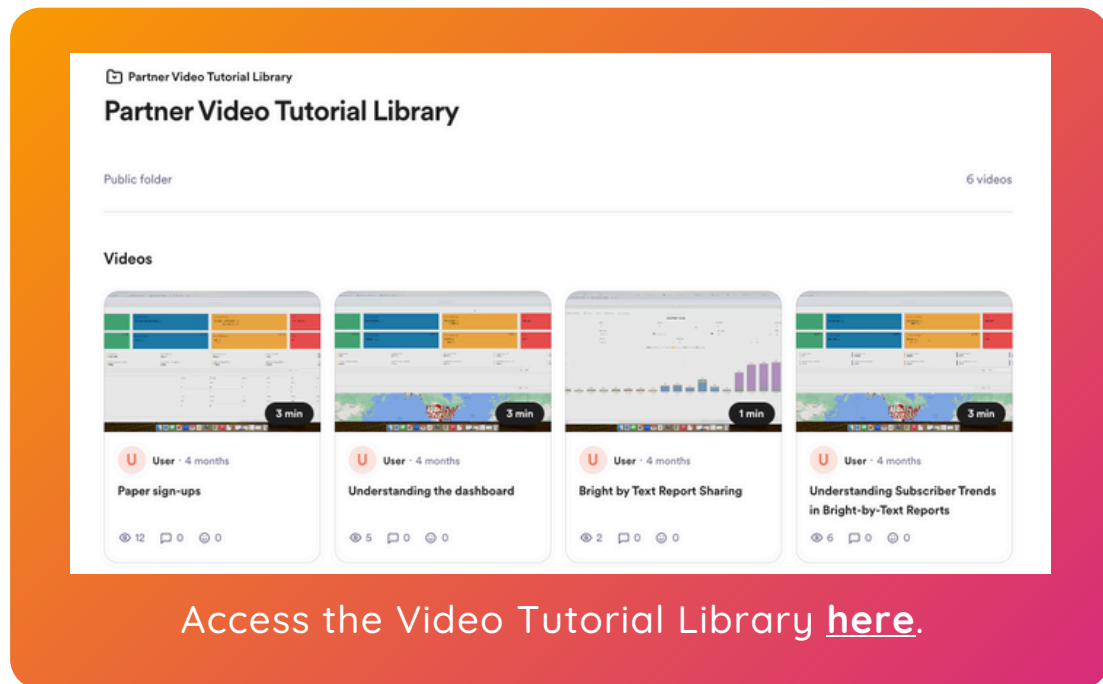 Partner Video Tutorial Library
Partner Video Tutorial Library
Public folder 6 videos
Videos
3 min
3 min
1 min
3 min
U User · 4 months
Paper sign-ups
12 0 0
U User · 4 months
Understanding the dashboard
5 0 0
U User · 4 months
Bright by Text Report Sharing
2 0 0
U User · 4 months
Understanding Subscriber Trends
in Bright-by-Text Reports
6 0 0
Access the Video Tutorial Library here.